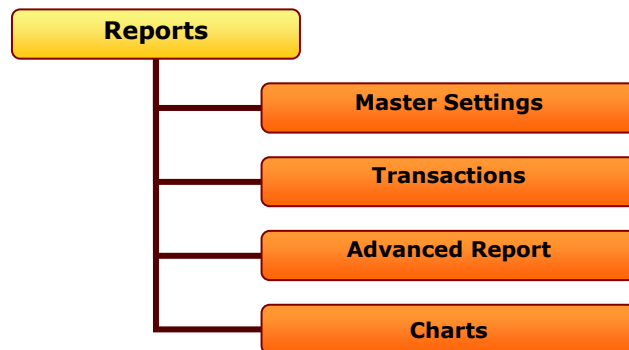 Reports
Master Settings
Transactions
Advanced Report
Charts